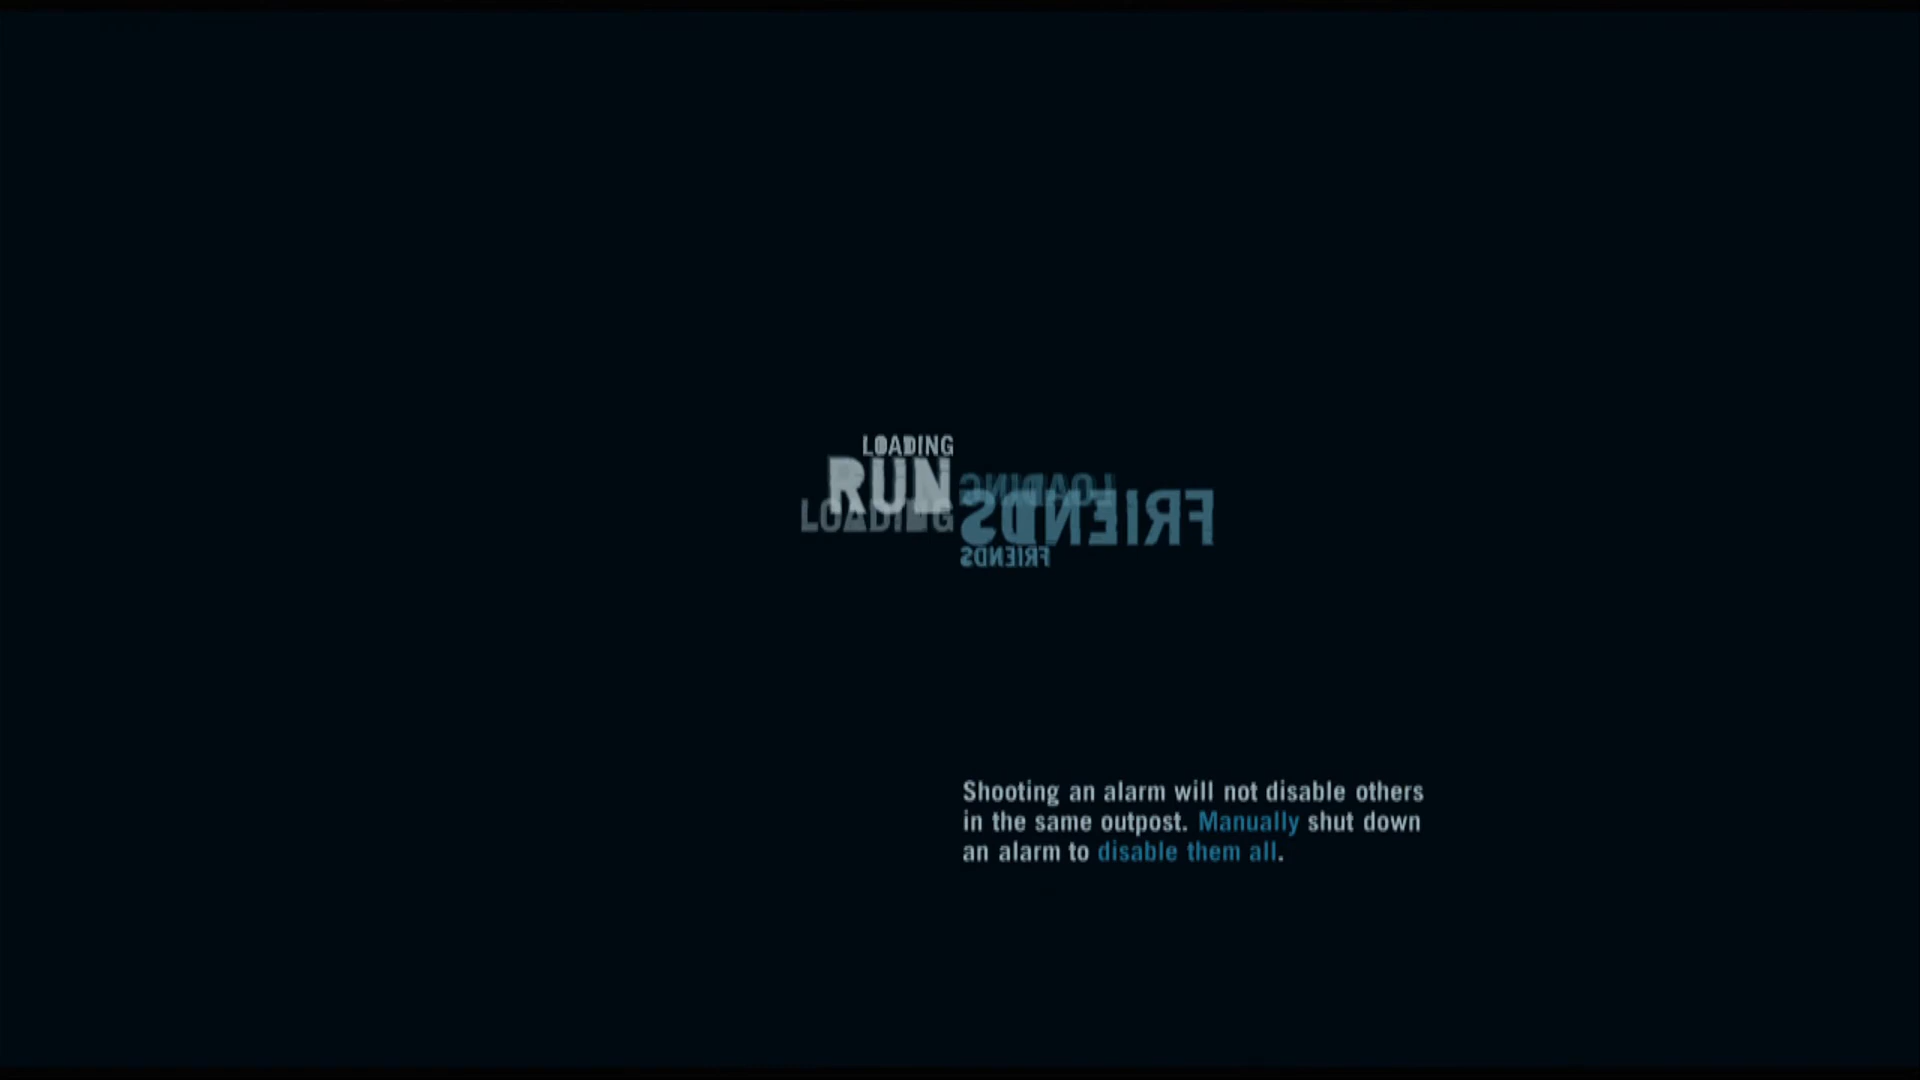 LOADING
RUN
LOADING
LOADING
FRIENDS
FRIENDS
Shooting an alarm will not disable others
in the same outpost. Manually shut down
an alarm to disable them all.